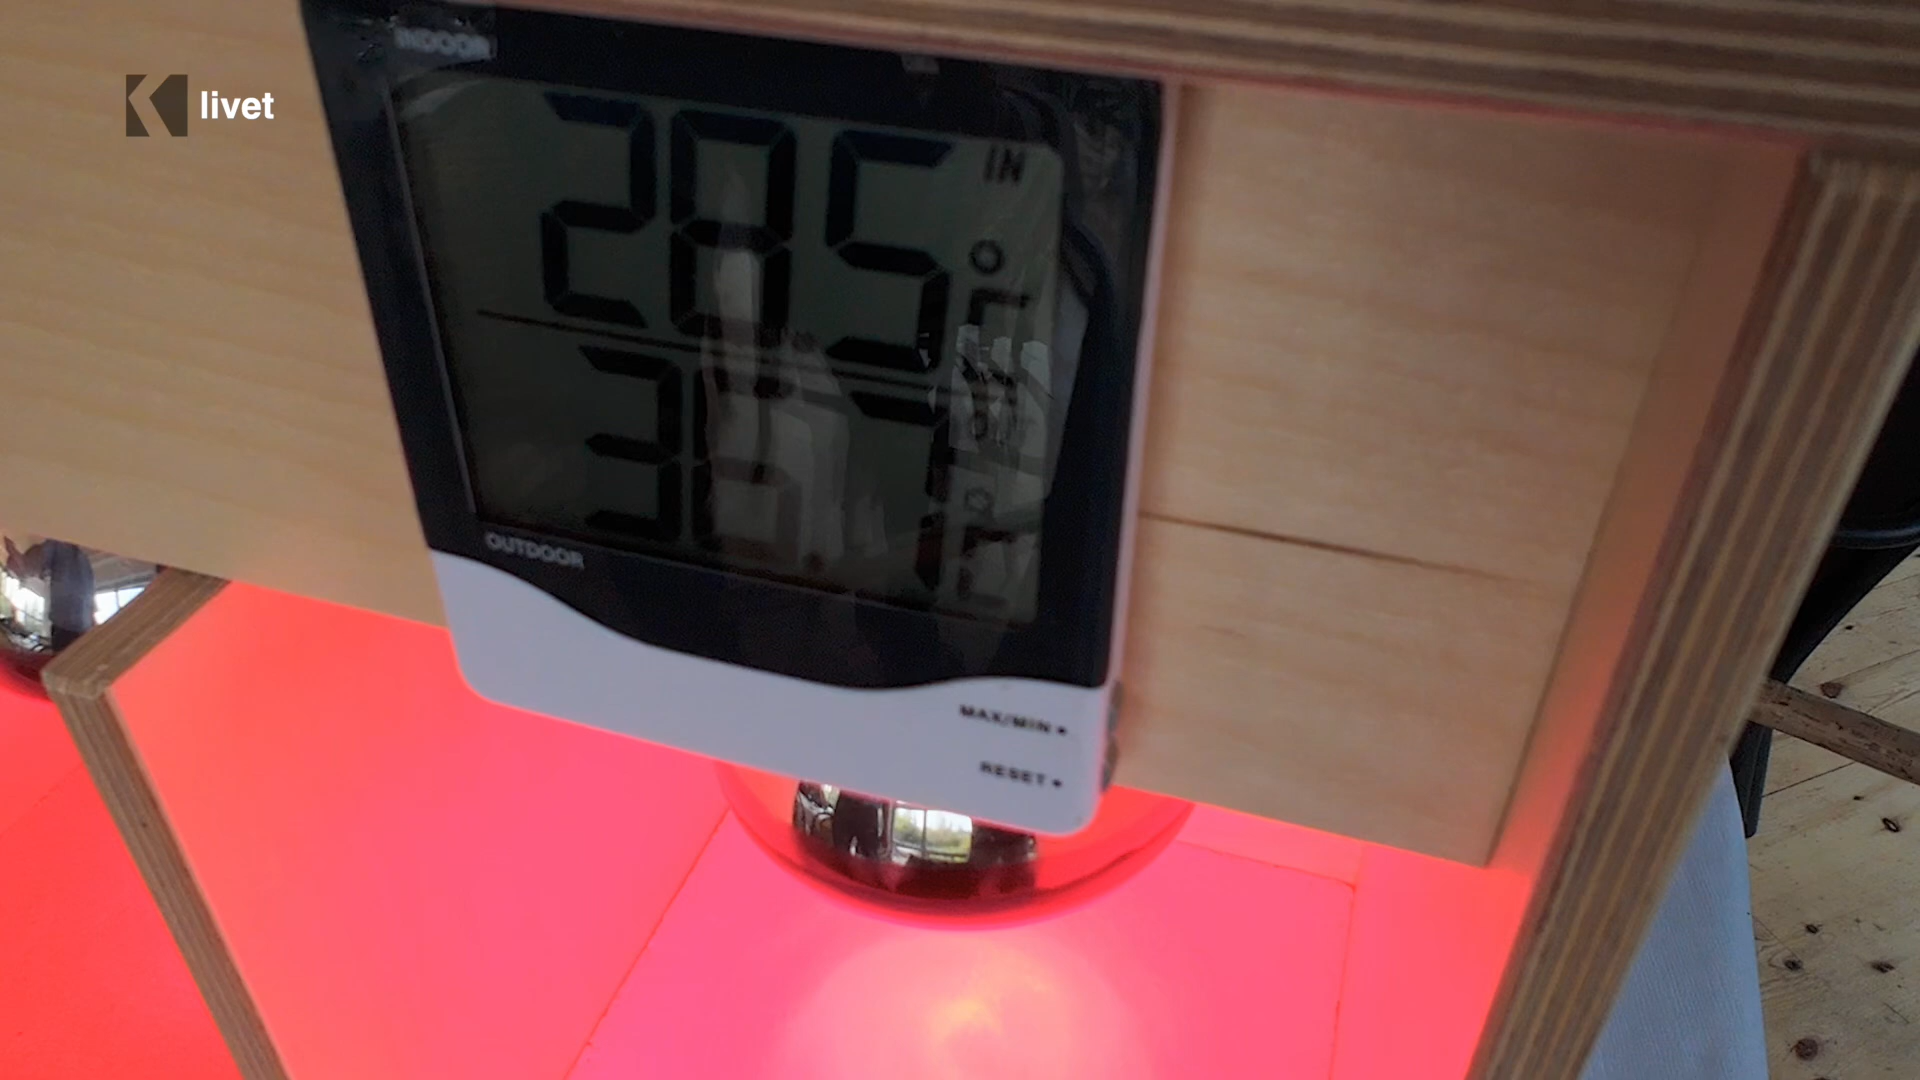 livet
INDOOR
28.5
IN
°C
°C
OUTDOOR
MAX/MIN
RESET